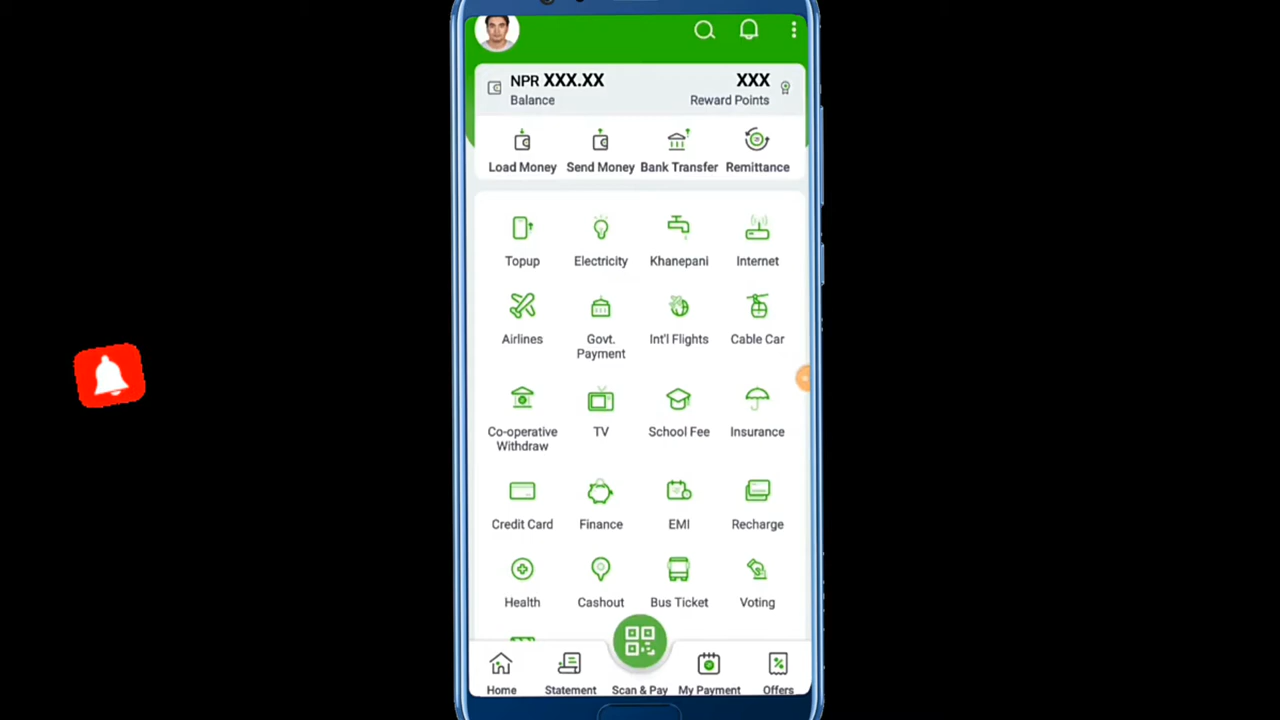 NPR XXX.XX
Balance
XXX
Reward Points
Load Money
Send Money
Bank Transfer
Remittance
Topup
Electricity
Khanepani
Internet
Airlines
Govt.
Payment
Int'l Flights
Cable Car
Co-operative
Withdraw
TV
School Fee
Insurance
Credit Card
Finance
EMI
Recharge
Health
Cashout
Bus Ticket
Voting
Home
Statement
Scan & Pay
My Payment
Offers